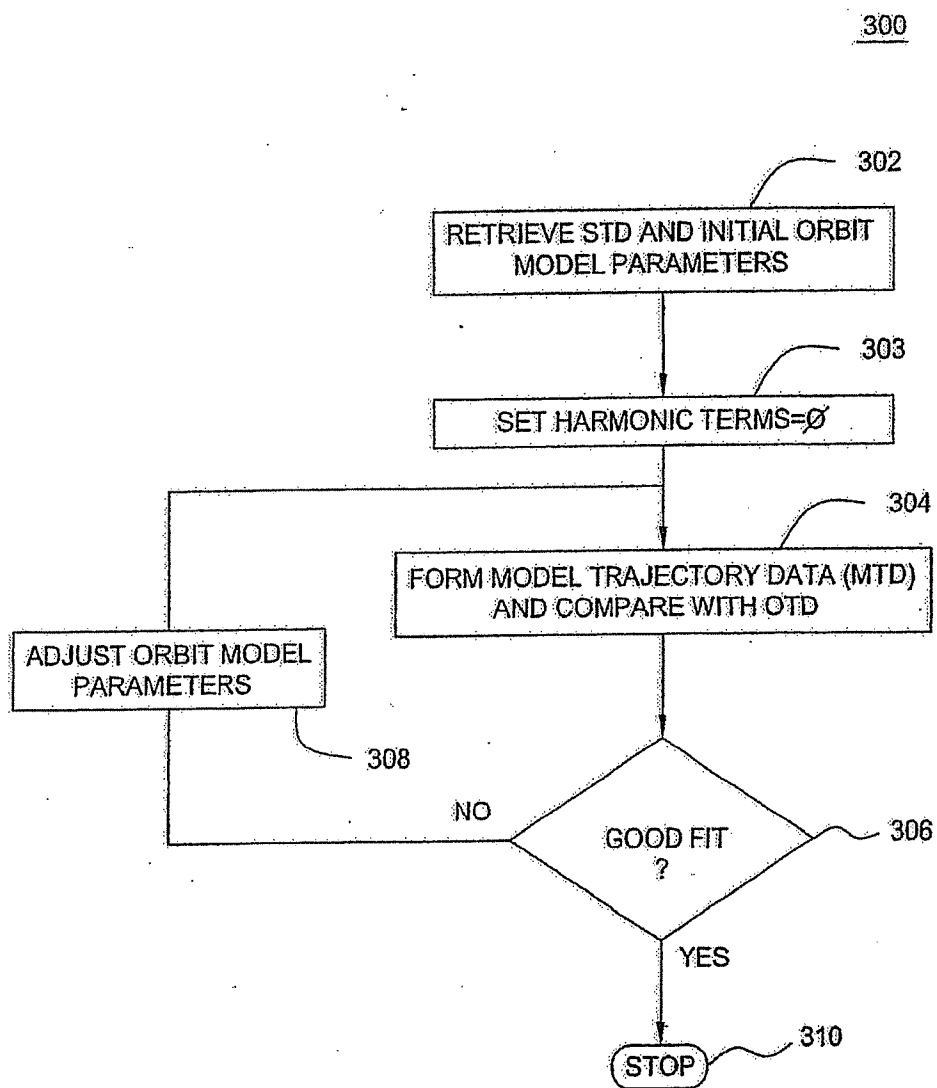 300
302
RETRIEVE STD AND INITIAL ORBIT
MODEL PARAMETERS
303
SET HARMONIC TERMS=Ø
304
FORM MODEL TRAJECTORY DATA (MTD)
AND COMPARE WITH OTD
ADJUST ORBIT MODEL
PARAMETERS
308
NO
GOOD FIT
?
306
YES
STOP
310